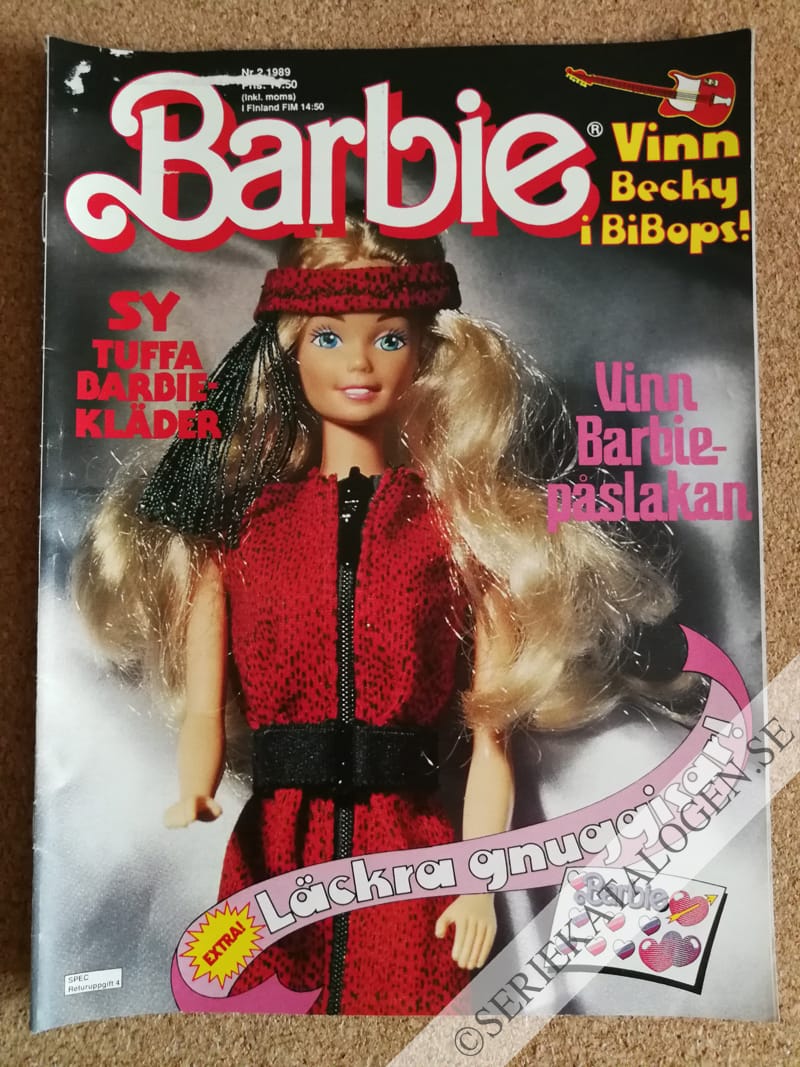 Nr 2 1989
Pris: 14:50
(inkl. moms)
i Finland FIM 14:50
Barbie®
Vinn
Becky
i BiBops!
SY
TUFFA
BARBIE-
KLÄDER
Vinn
Barbie-
påslakan
EXTRA! Läckra gnuggisar!
Barbie
SPEC
Returuppgift 4
©SERIEKATALOGEN.SE